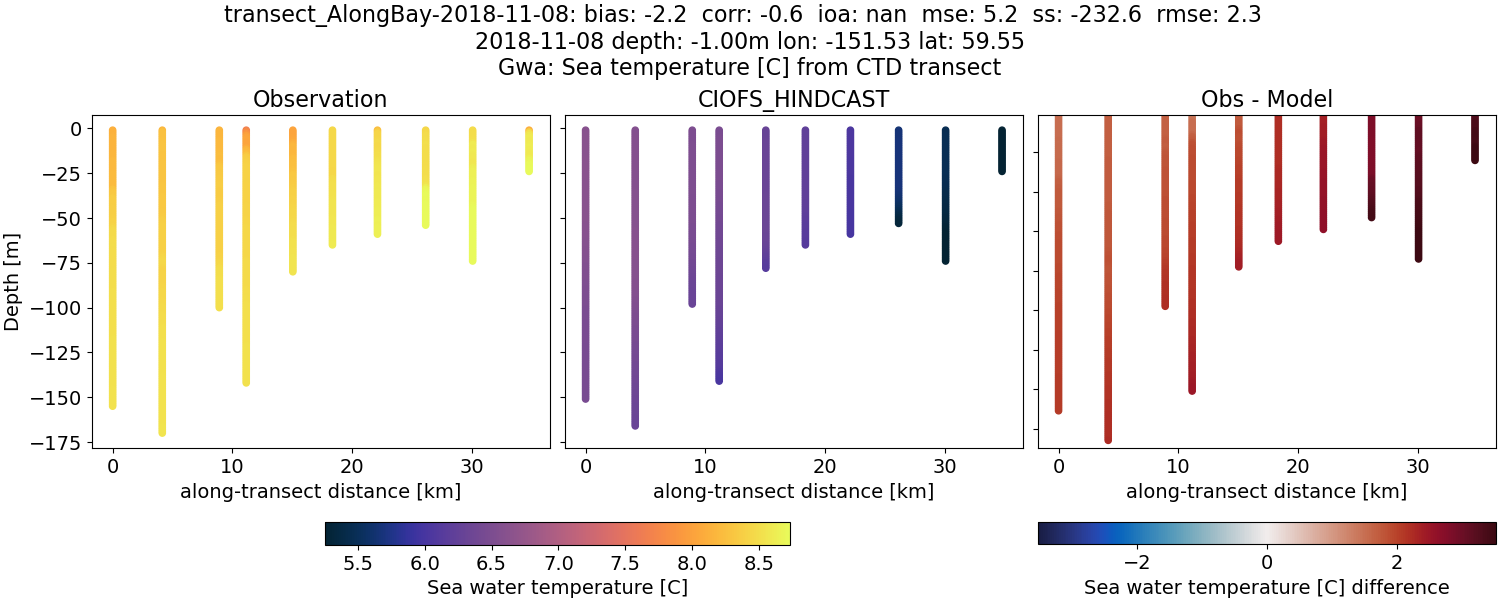 transect_AlongBay-2018-11-08: bias: -2.2  corr: -0.6  ioa: nan  mse: 5.2  ss: -232.6  rmse: 2.3
2018-11-08 depth: -1.00m lon: -151.53 lat: 59.55
Gwa: Sea temperature [C] from CTD transect
Observation
CIOFS_HINDCAST
Obs - Model
Depth [m]
0
−25
−50
−75
−100
−125
−150
−175
0 10 20 30
0 10 20 30
0 10 20 30
along-transect distance [km]
along-transect distance [km]
along-transect distance [km]
5.5 6.0 6.5 7.0 7.5 8.0 8.5
Sea water temperature [C]
−2 0 2
Sea water temperature [C] difference